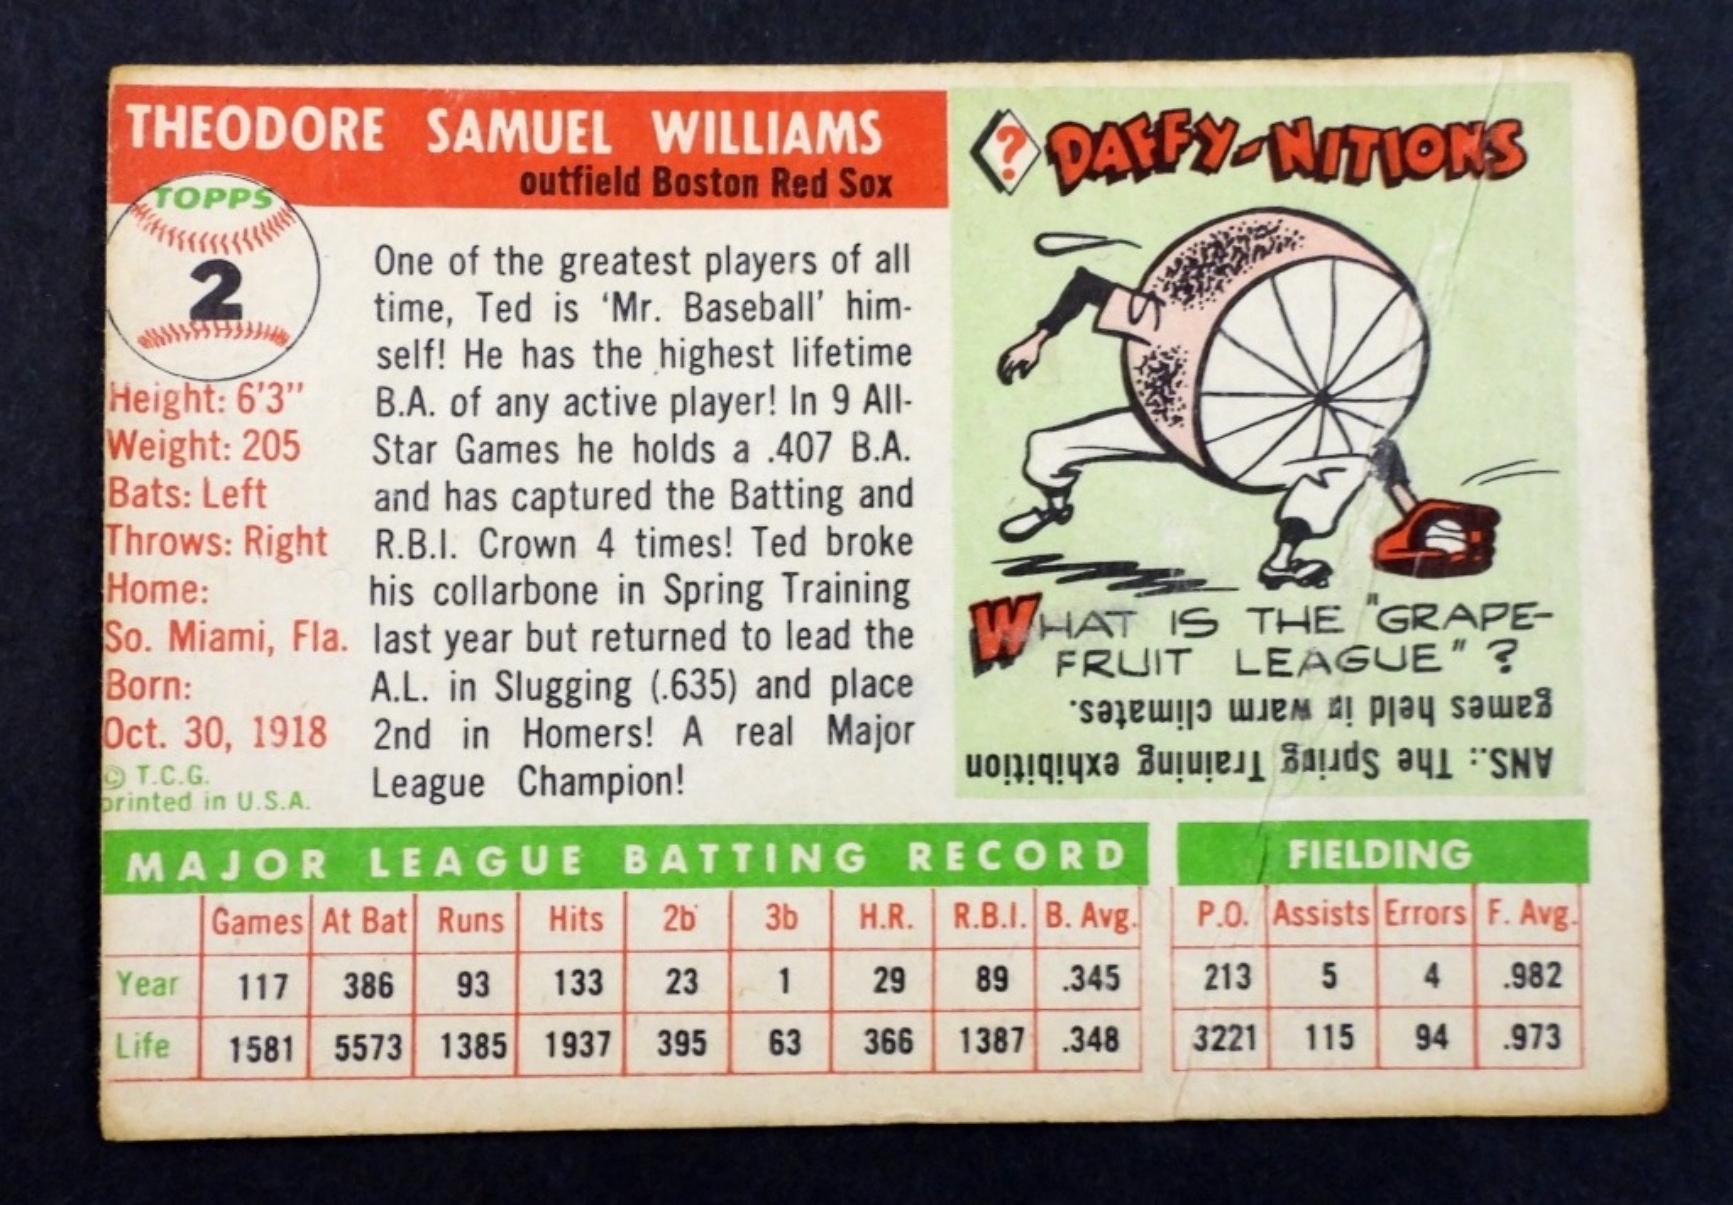 THEODORE SAMUEL WILLIAMS
outfield Boston Red Sox
TOPPS
2
Height: 6'3"
Weight: 205
Bats: Left
Throws: Right
Home:
So. Miami, Fla.
Born:
Oct. 30, 1918
© T.C.G.
printed in U.S.A.
One of the greatest players of all
time, Ted is 'Mr. Baseball' him-
self! He has the highest lifetime
B.A. of any active player! In 9 All-
Star Games he holds a .407 B.A.
and has captured the Batting and
R.B.I. Crown 4 times! Ted broke
his collarbone in Spring Training
last year but returned to lead the
A.L. in Slugging (.635) and place
2nd in Homers! A real Major
League Champion!
? DAFFY-NITIONS
WHAT IS THE "GRAPE-
FRUIT LEAGUE" ?
ANS.: The Spring Training exhibition
games held in warm climates.
MAJOR LEAGUE BATTING RECORD
Games At Bat Runs Hits 2b 3b H.R. R.B.I. B. Avg.
Year 117 386 93 133 23 1 29 89 .345
Life 1581 5573 1385 1937 395 63 366 1387 .348
FIELDING
P.O. Assists Errors F. Avg.
213 5 4 .982
3221 115 94 .973